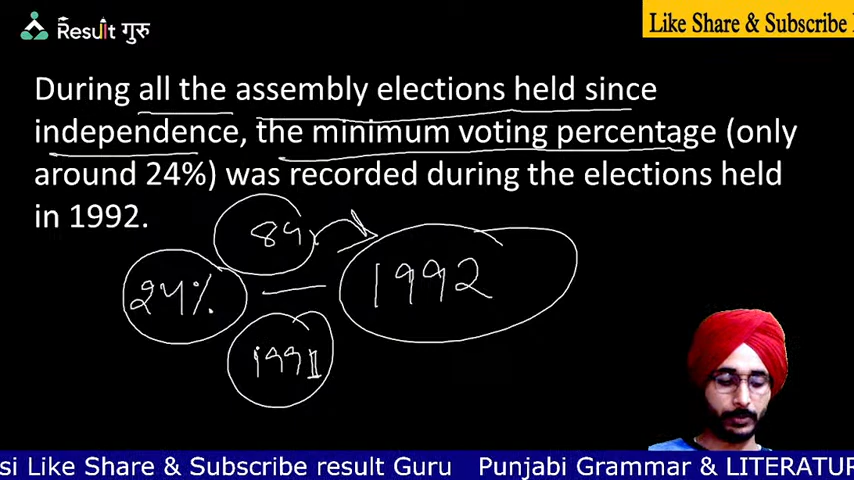 Result गुरु
Like Share & Subscribe
During all the assembly elections held since
independence, the minimum voting percentage (only
around 24%) was recorded during the elections held
in 1992.
89
24%
1992
1991
si Like Share & Subscribe result Guru Punjabi Grammar & LITERATUR